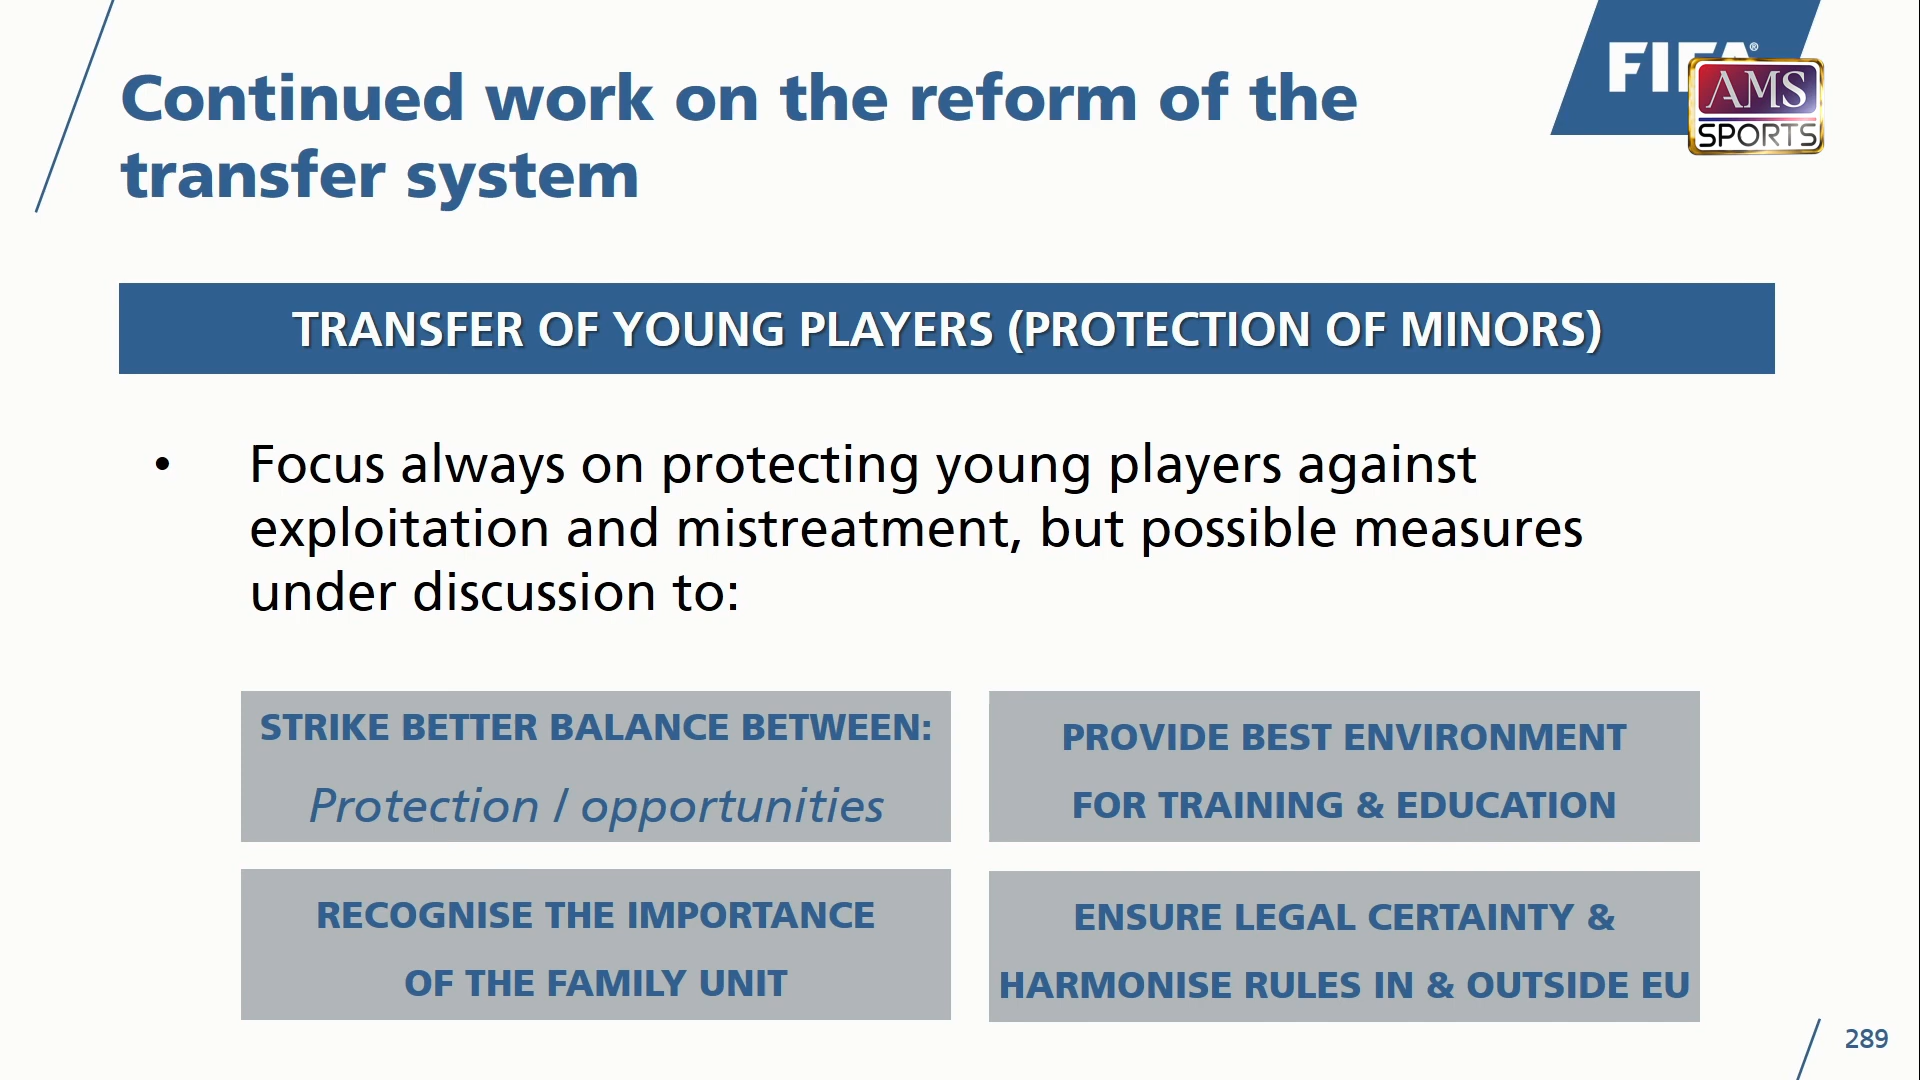 FIFA®
AMS
SPORTS
Continued work on the reform of the
transfer system
TRANSFER OF YOUNG PLAYERS (PROTECTION OF MINORS)
• Focus always on protecting young players against
exploitation and mistreatment, but possible measures
under discussion to:
STRIKE BETTER BALANCE BETWEEN:
Protection / opportunities
PROVIDE BEST ENVIRONMENT
FOR TRAINING & EDUCATION
RECOGNISE THE IMPORTANCE
OF THE FAMILY UNIT
ENSURE LEGAL CERTAINTY &
HARMONISE RULES IN & OUTSIDE EU
289